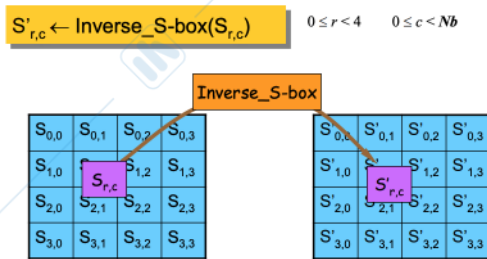 S'r,c ← Inverse_S-box(Sr,c) 0 ≤ r < 4 0 ≤ c < Nb
Inverse_S-box
S0,0 S0,1 S0,2 S0,3 S'0,0 S'0,1 S'0,2 S'0,3
S1,0 S1,2 S1,3 S'1,0 S'1,2 S'1,3
Sr,c S'r,c
S2,0 S2,1 S2,2 S2,3 S'2,0 S'2,1 S'2,2 S'2,3
S3,0 S3,1 S3,2 S3,3 S'3,0 S'3,1 S'3,2 S'3,3